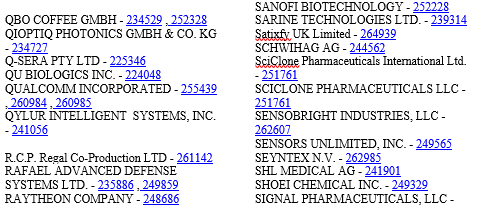 QBO COFFEE GMBH - 234529 , 252328
QIOPTIQ PHOTONICS GMBH & CO. KG
- 234727
Q-SERA PTY LTD - 225346
QU BIOLOGICS INC. - 224048
QUALCOMM INCORPORATED - 255439
, 260984 , 260985
QYLUR INTELLIGENT SYSTEMS, INC.
- 241056
R.C.P. Regal Co-Production LTD - 261142
RAFAEL ADVANCED DEFENSE
SYSTEMS LTD. - 235886 , 249859
RAYTHEON COMPANY - 248686
SANOFI BIOTECHNOLOGY - 252228
SARINE TECHNOLOGIES LTD. - 239314
Satixfy UK Limited - 264939
SCHWIHAG AG - 244562
SciClone Pharmaceuticals International Ltd.
- 251761
SCICLONE PHARMACEUTICALS LLC -
251761
SENSOBRIGHT INDUSTRIES, LLC -
262607
SENSORS UNLIMITED, INC. - 249565
SEYNTEX N.V. - 262985
SHL MEDICAL AG - 241901
SHOEI CHEMICAL INC. - 249329
SIGNAL PHARMACEUTICALS, LLC -